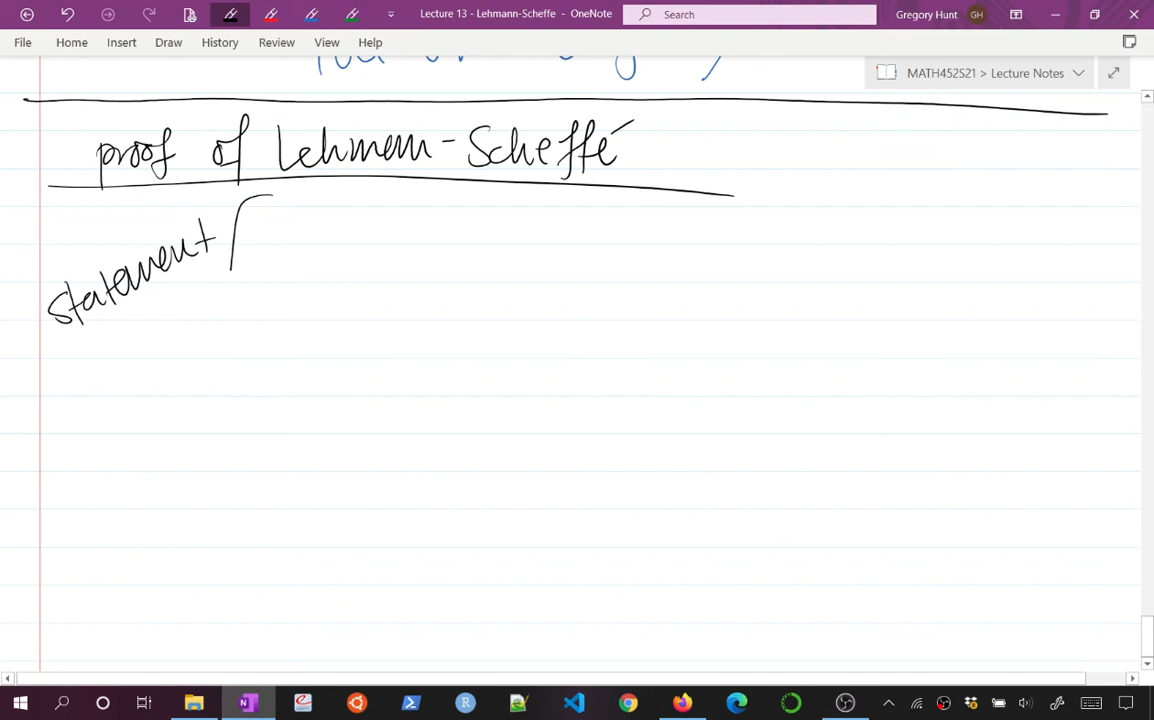 Lecture 13 - Lehmann-Scheffe - OneNote
Search
Gregory Hunt
GH
File Home Insert Draw History Review View Help
MATH452S21 > Lecture Notes
proof of Lehmann-Scheffé
statement